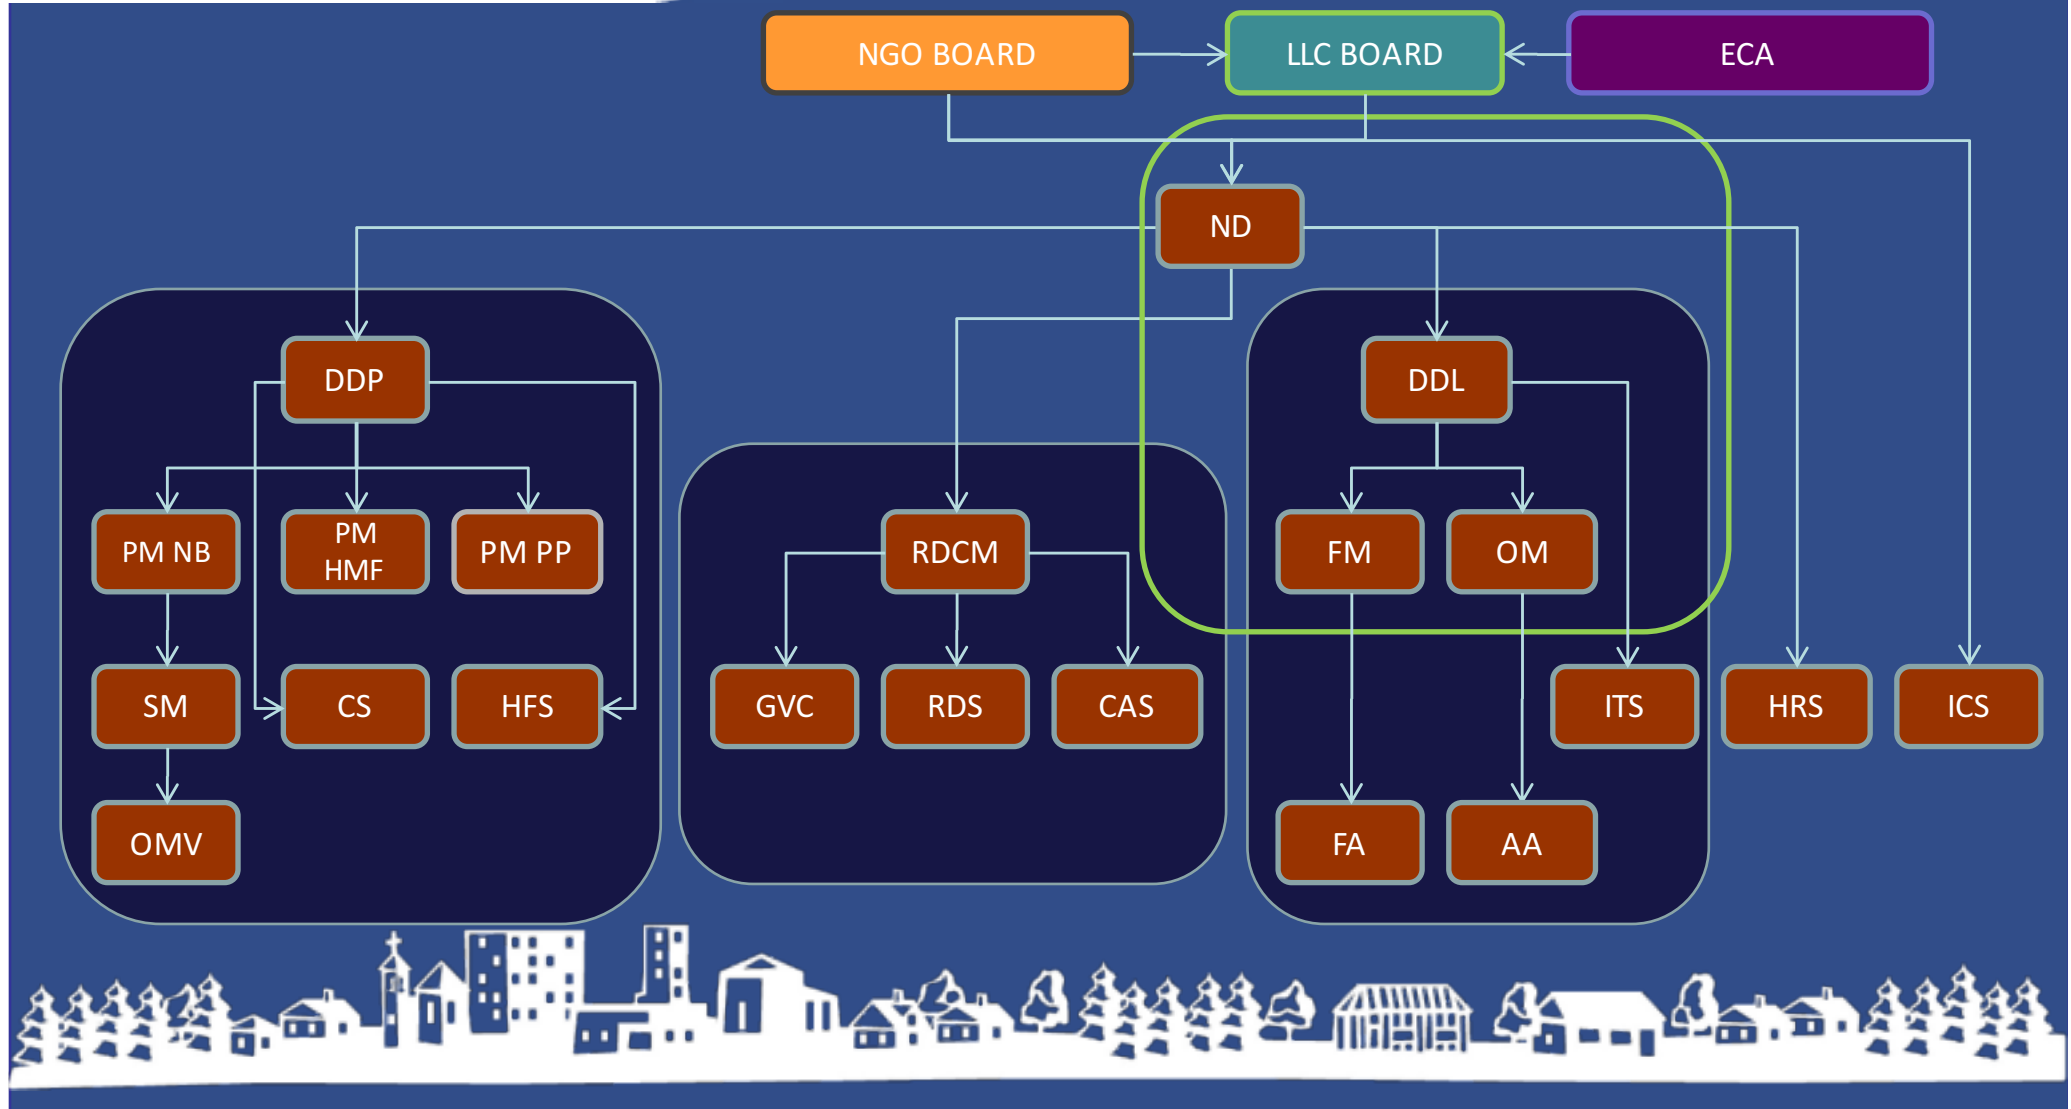 NGO BOARD
LLC BOARD
ECA
ND
DDP
DDL
PM NB
PM
HMF
PM PP
RDCM
FM
OM
SM
CS
HFS
GVC
RDS
CAS
ITS
HRS
ICS
OMV
FA
AA